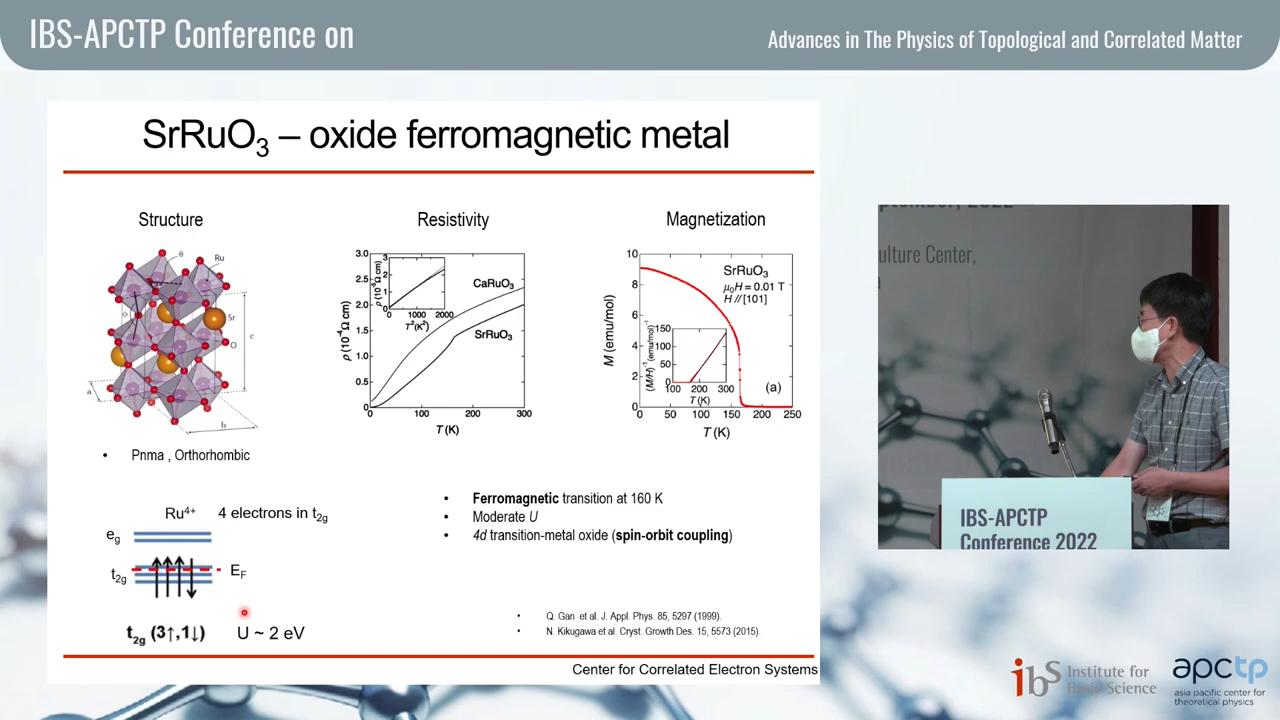 IBS-APCTP Conference on
Advances in The Physics of Topological and Correlated Matter
SrRuO₃ – oxide ferromagnetic metal
Structure
Resistivity
Magnetization
θ
Ru
Sr
O
c
a
b
3.0
2.5
2.0
1.5
1.0
0.5
0
0
100
200
300
ρ (10⁻⁴Ω cm)
T (K)
CaRuO₃
SrRuO₃
3
2
1
0
0
1000
2000
T² (K²)
10
8
6
4
2
0
0
50
100
150
200
250
M (emu/mol)
T (K)
SrRuO₃
μ₀H = 0.01 T
H // [101]
150
100
50
0
100
200
300
(M/H)⁻¹
(emu/mol)⁻¹
T (K)
(a)
• Pnma , Orthorhombic
Ru⁴⁺ 4 electrons in t₂g
eg
t₂g
EF
t₂g (3↑,1↓) U ~ 2 eV
• Ferromagnetic transition at 160 K
• Moderate U
• 4d transition-metal oxide (spin-orbit coupling)
• Q. Gan et al. J. Appl. Phys. 85, 5297 (1999).
• N. Kikugawa et al. Cryst. Growth Des. 15, 5573 (2015).
Center for Correlated Electron Systems
2022
ulture Center,
IBS-APCTP
Conference 2022
ibS Institute for
Basic Science
apctp
asia pacific center for
theoretical physics